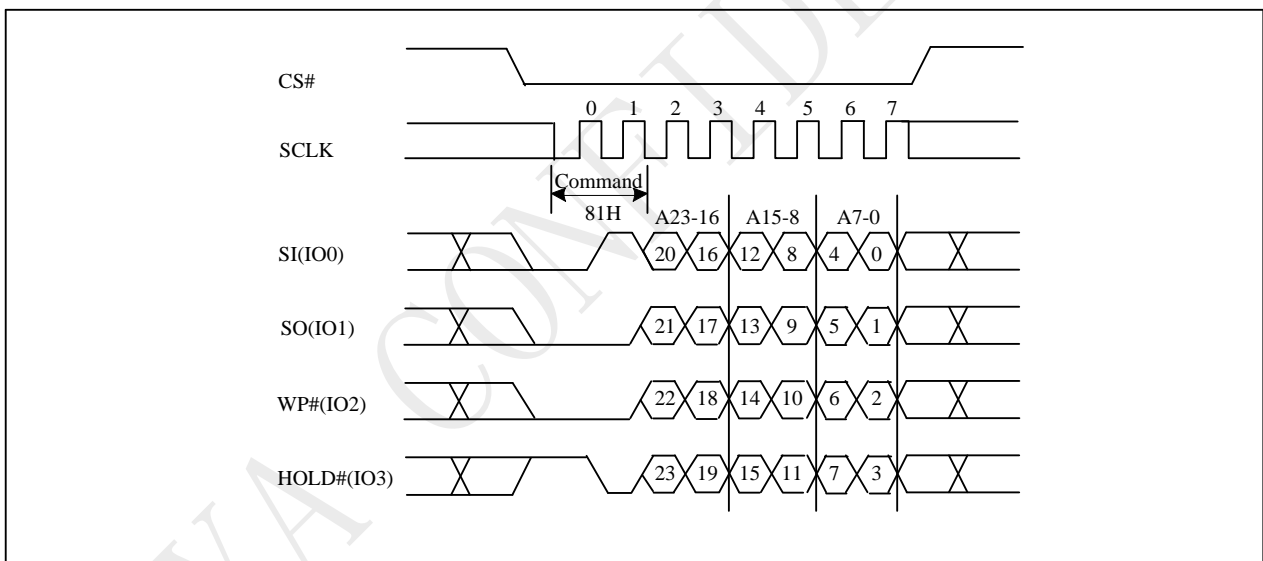 CS#
0 1 2 3 4 5 6 7
SCLK
Command
81H
A23-16 A15-8 A7-0
SI(IO0) 20 16 12 8 4 0
SO(IO1) 21 17 13 9 5 1
WP#(IO2) 22 18 14 10 6 2
HOLD#(IO3) 23 19 15 11 7 3